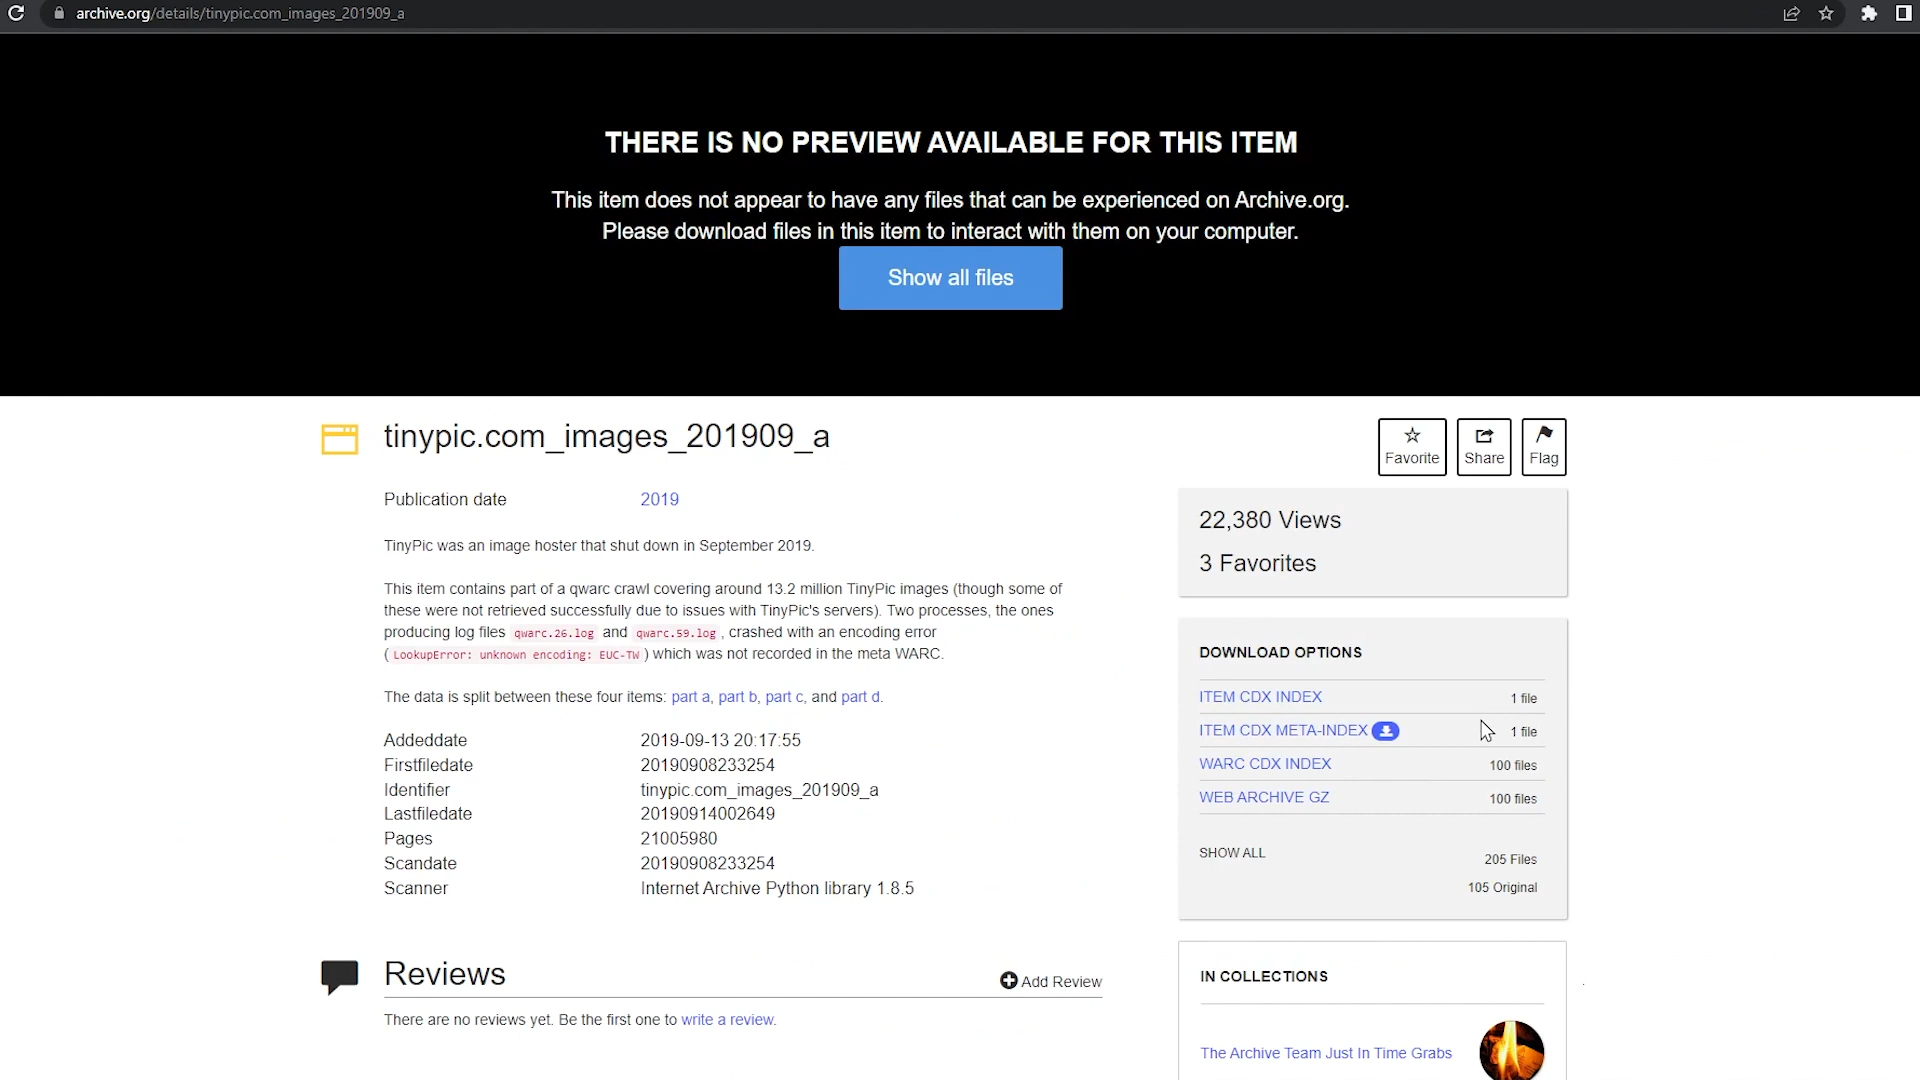 archive.org/details/tinypic.com_images_201909_a
THERE IS NO PREVIEW AVAILABLE FOR THIS ITEM
This item does not appear to have any files that can be experienced on Archive.org.
Please download files in this item to interact with them on your computer.
Show all files
tinypic.com_images_201909_a
Favorite
Share
Flag
Publication date 2019
TinyPic was an image hoster that shut down in September 2019.
This item contains part of a qwarc crawl covering around 13.2 million TinyPic images (though some of
these were not retrieved successfully due to issues with TinyPic's servers). Two processes, the ones
producing log files qwarc.26.log and qwarc.59.log, crashed with an encoding error
(LookupError: unknown encoding: EUC-TW) which was not recorded in the meta WARC.
The data is split between these four items: part a, part b, part c, and part d.
Addeddate 2019-09-13 20:17:55
Firstfiledate 20190908233254
Identifier tinypic.com_images_201909_a
Lastfiledate 20190914002649
Pages 21005980
Scandate 20190908233254
Scanner Internet Archive Python library 1.8.5
Reviews
Add Review
There are no reviews yet. Be the first one to write a review.
22,380 Views
3 Favorites
DOWNLOAD OPTIONS
ITEM CDX INDEX 1 file
ITEM CDX META-INDEX 1 file
WARC CDX INDEX 100 files
WEB ARCHIVE GZ 100 files
SHOW ALL 205 Files
105 Original
IN COLLECTIONS
The Archive Team Just In Time Grabs